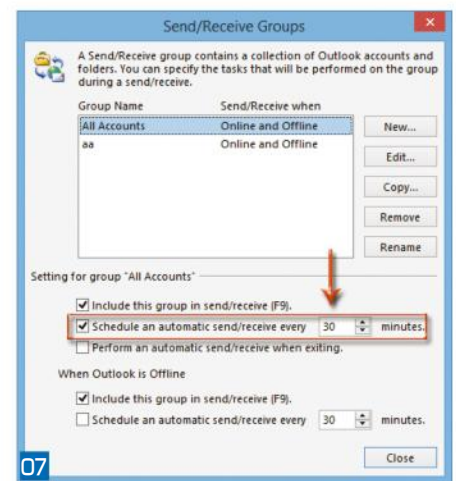 Send/Receive Groups
A Send/Receive group contains a collection of Outlook accounts and
folders. You can specify the tasks that will be performed on the group
during a send/receive.
Group Name Send/Receive when
All Accounts Online and Offline
aa Online and Offline
New...
Edit...
Copy...
Remove
Rename
Setting for group "All Accounts"
Include this group in send/receive (F9).
Schedule an automatic send/receive every 30 minutes.
Perform an automatic send/receive when exiting.
When Outlook is Offline
Include this group in send/receive (F9).
Schedule an automatic send/receive every 30 minutes.
Close
07